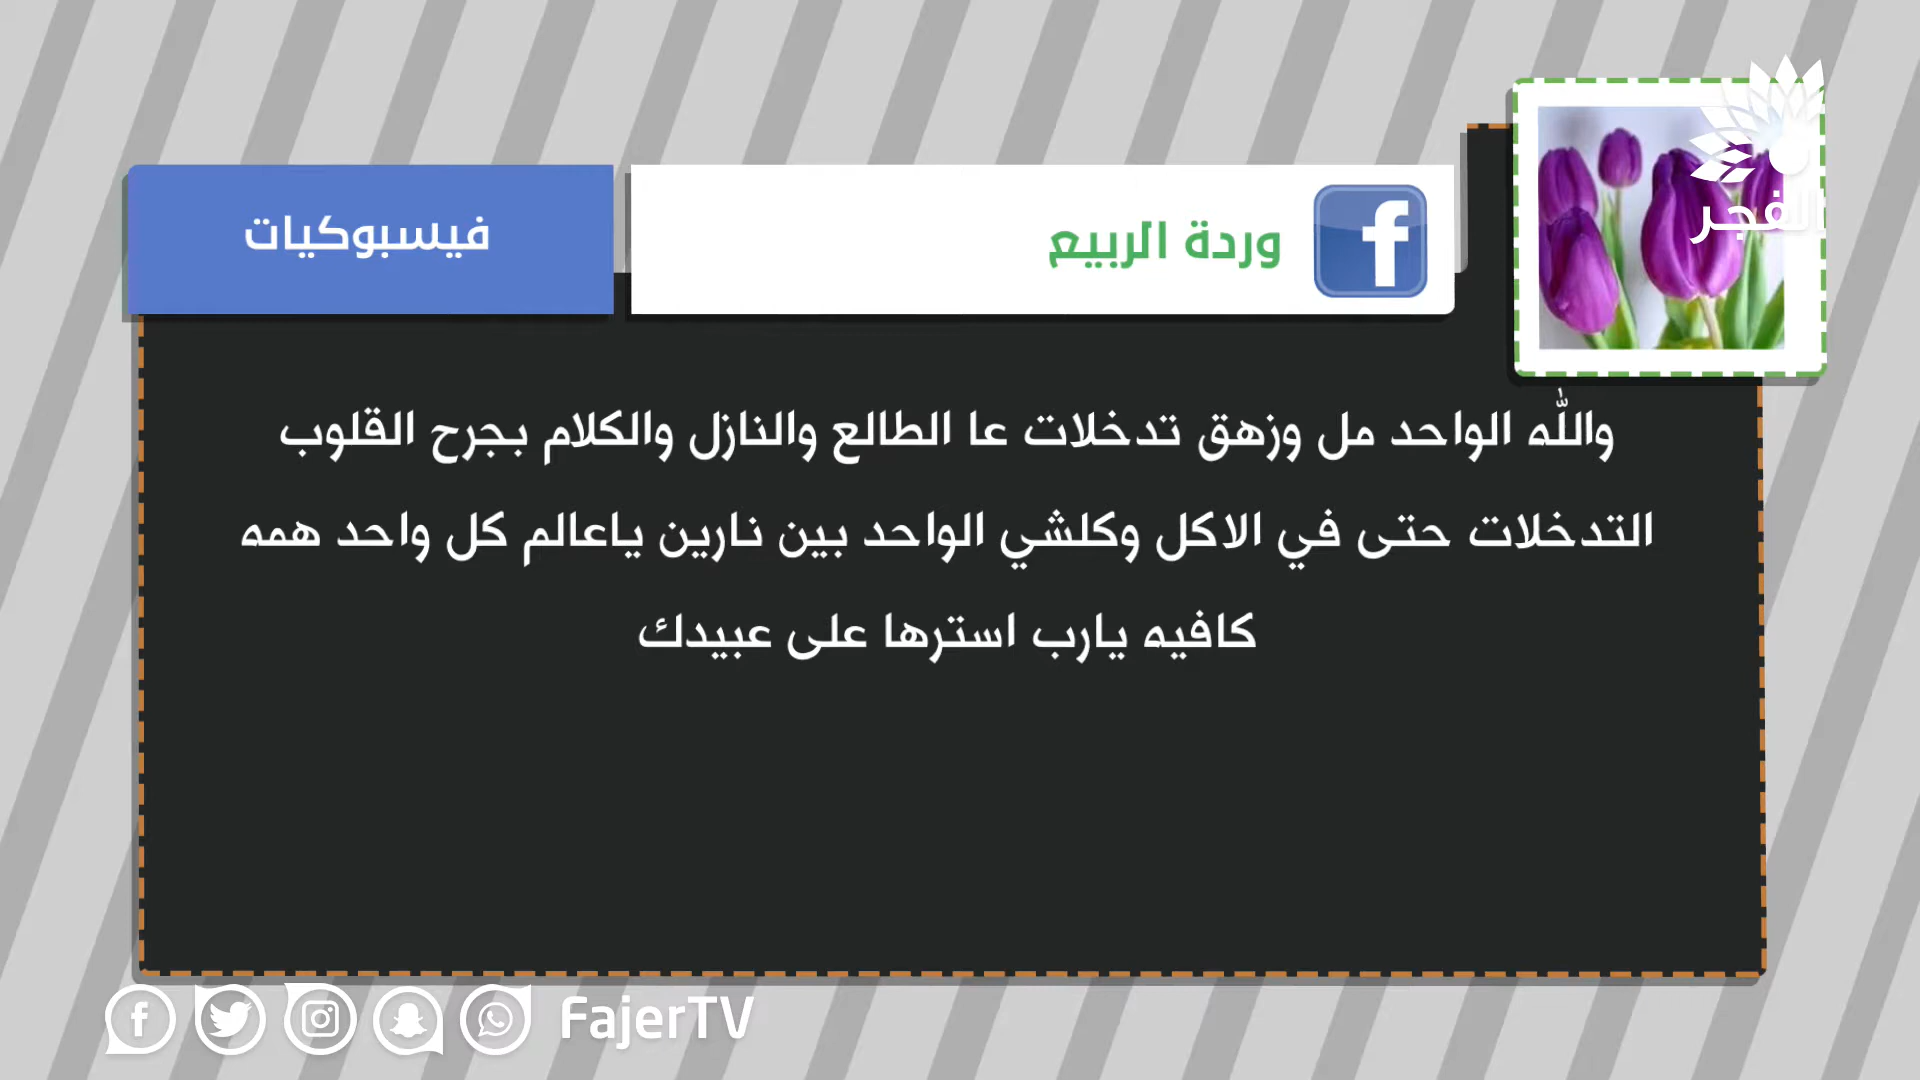 الفجر
وردة الربيع
فيسبوكيات
والله الواحد مل وزهق تدخلات عا الطالع والنازل والكلام بجرح القلوب
التدخلات حتى في الاكل وكلشي الواحد بين نارين ياعالم كل واحد همه
كافيه يارب استرها على عبيدك
FajerTV